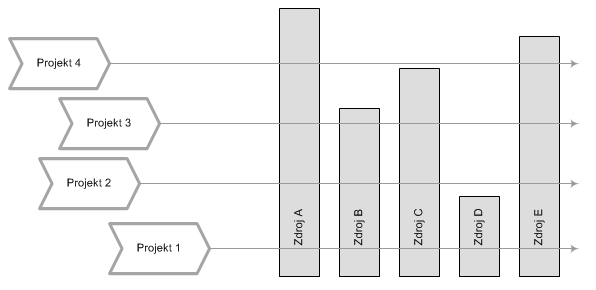 Projekt 4
Projekt 3
Projekt 2
Projekt 1
Zdroj A
Zdroj B
Zdroj C
Zdroj D
Zdroj E